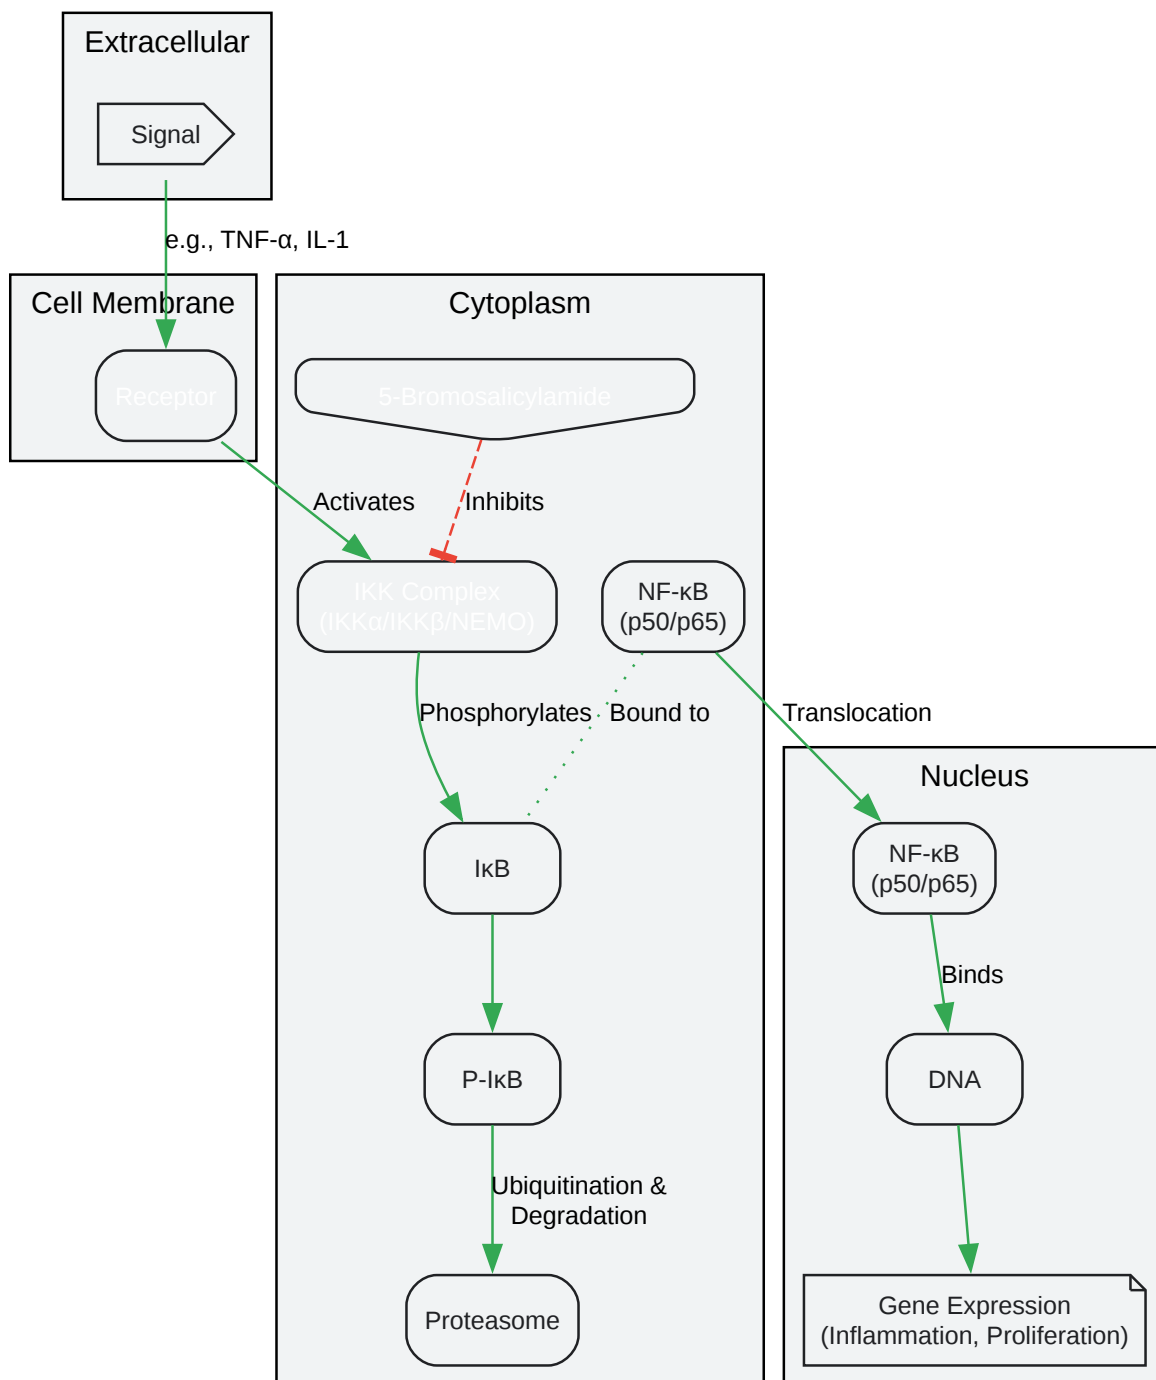 Extracellular
Signal
e.g., TNF-α, IL-1
Cell Membrane
Receptor
Cytoplasm
5-Bromosalicylamide
Activates
Inhibits
IKK Complex
(IKKα/IKKβ/NEMO)
NF-κB
(p50/p65)
Phosphorylates
Bound to
Translocation
Nucleus
IκB
NF-κB
(p50/p65)
Binds
P-IκB
DNA
Ubiquitination &
Degradation
Proteasome
Gene Expression
(Inflammation, Proliferation)